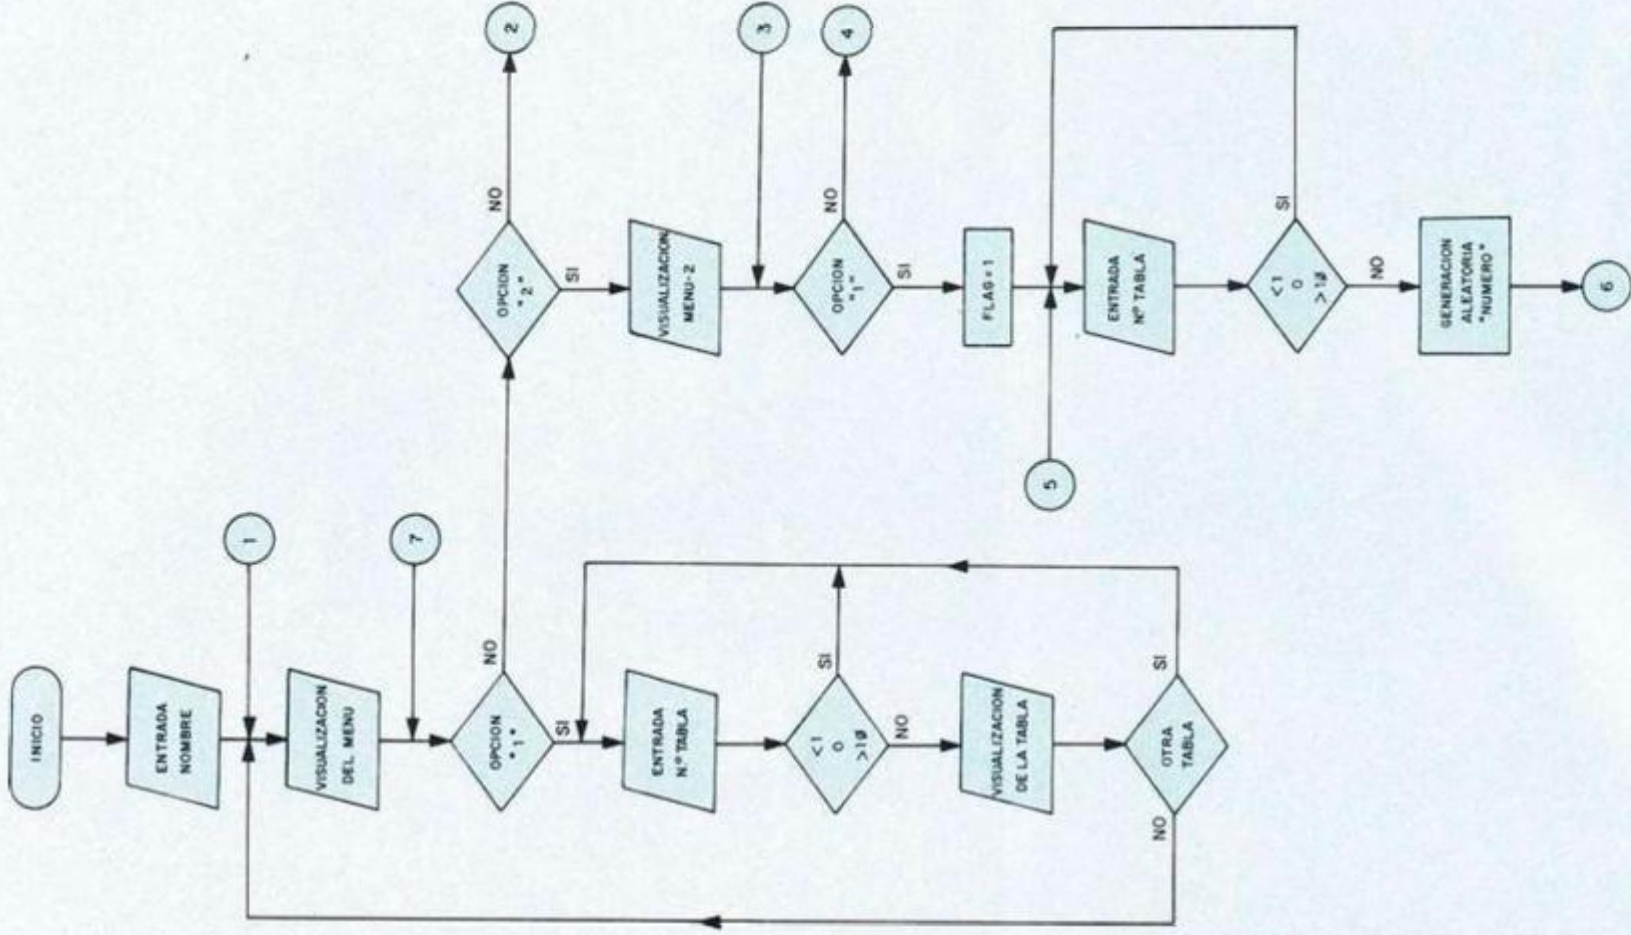 INICIO
ENTRADA
NOMBRE
1
VISUALIZACION
DEL MENU
7
OPCION
"1"
NO
SI
ENTRADA
N.º TABLA
<1
O
>1Ø
SI
NO
VISUALIZACION
DE LA TABLA
OTRA
TABLA
SI
NO
OPCION
"2"
NO
2
SI
VISUALIZACION
MENU-2
3
OPCION
"1"
NO
4
SI
FLAG=1
5
ENTRADA
Nº TABLA
<1
O
>1Ø
SI
NO
GENERACION
ALEATORIA
"NUMERO"
6